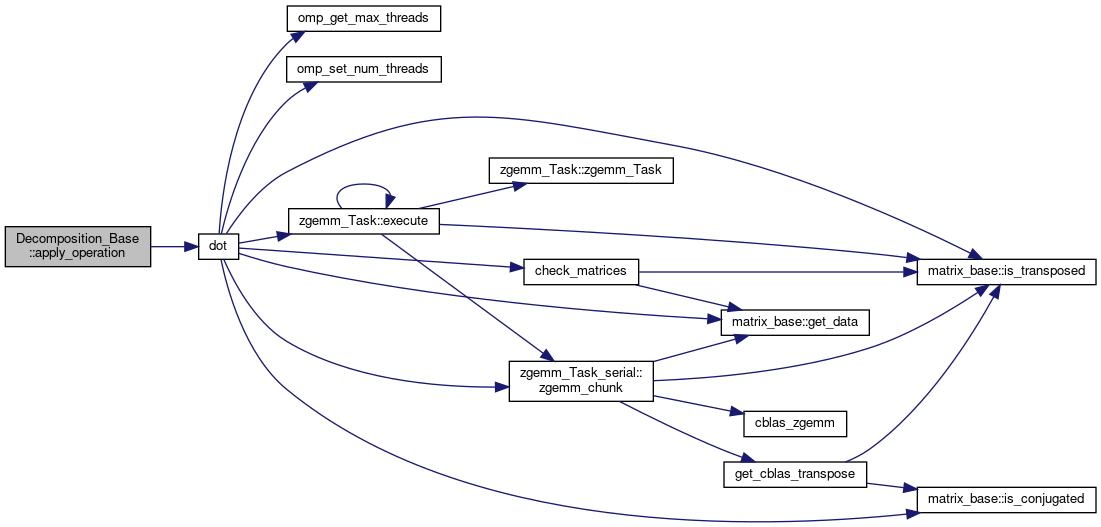 omp_get_max_threads
omp_set_num_threads
zgemm_Task::zgemm_Task
zgemm_Task::execute
Decomposition_Base
::apply_operation
dot
check_matrices
matrix_base::is_transposed
matrix_base::get_data
zgemm_Task_serial::
zgemm_chunk
cblas_zgemm
get_cblas_transpose
matrix_base::is_conjugated